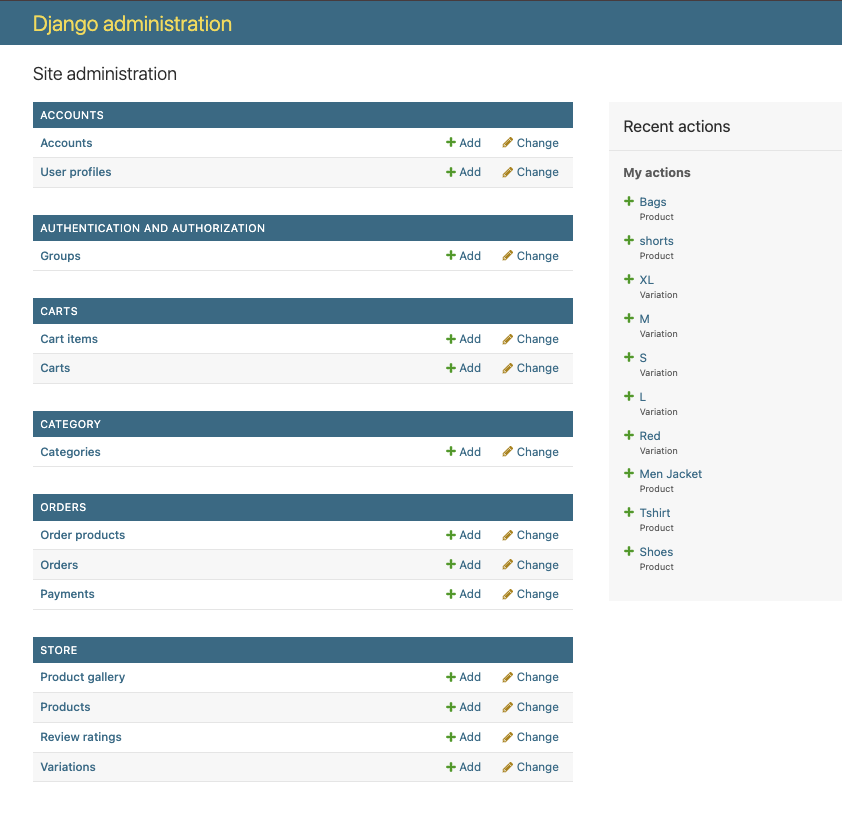 Django administration
Site administration
ACCOUNTS
Accounts Add Change
User profiles Add Change
AUTHENTICATION AND AUTHORIZATION
Groups Add Change
CARTS
Cart items Add Change
Carts Add Change
CATEGORY
Categories Add Change
ORDERS
Order products Add Change
Orders Add Change
Payments Add Change
STORE
Product gallery Add Change
Products Add Change
Review ratings Add Change
Variations Add Change
Recent actions
My actions
Bags
Product
shorts
Product
XL
Variation
M
Variation
S
Variation
L
Variation
Red
Variation
Men Jacket
Product
Tshirt
Product
Shoes
Product